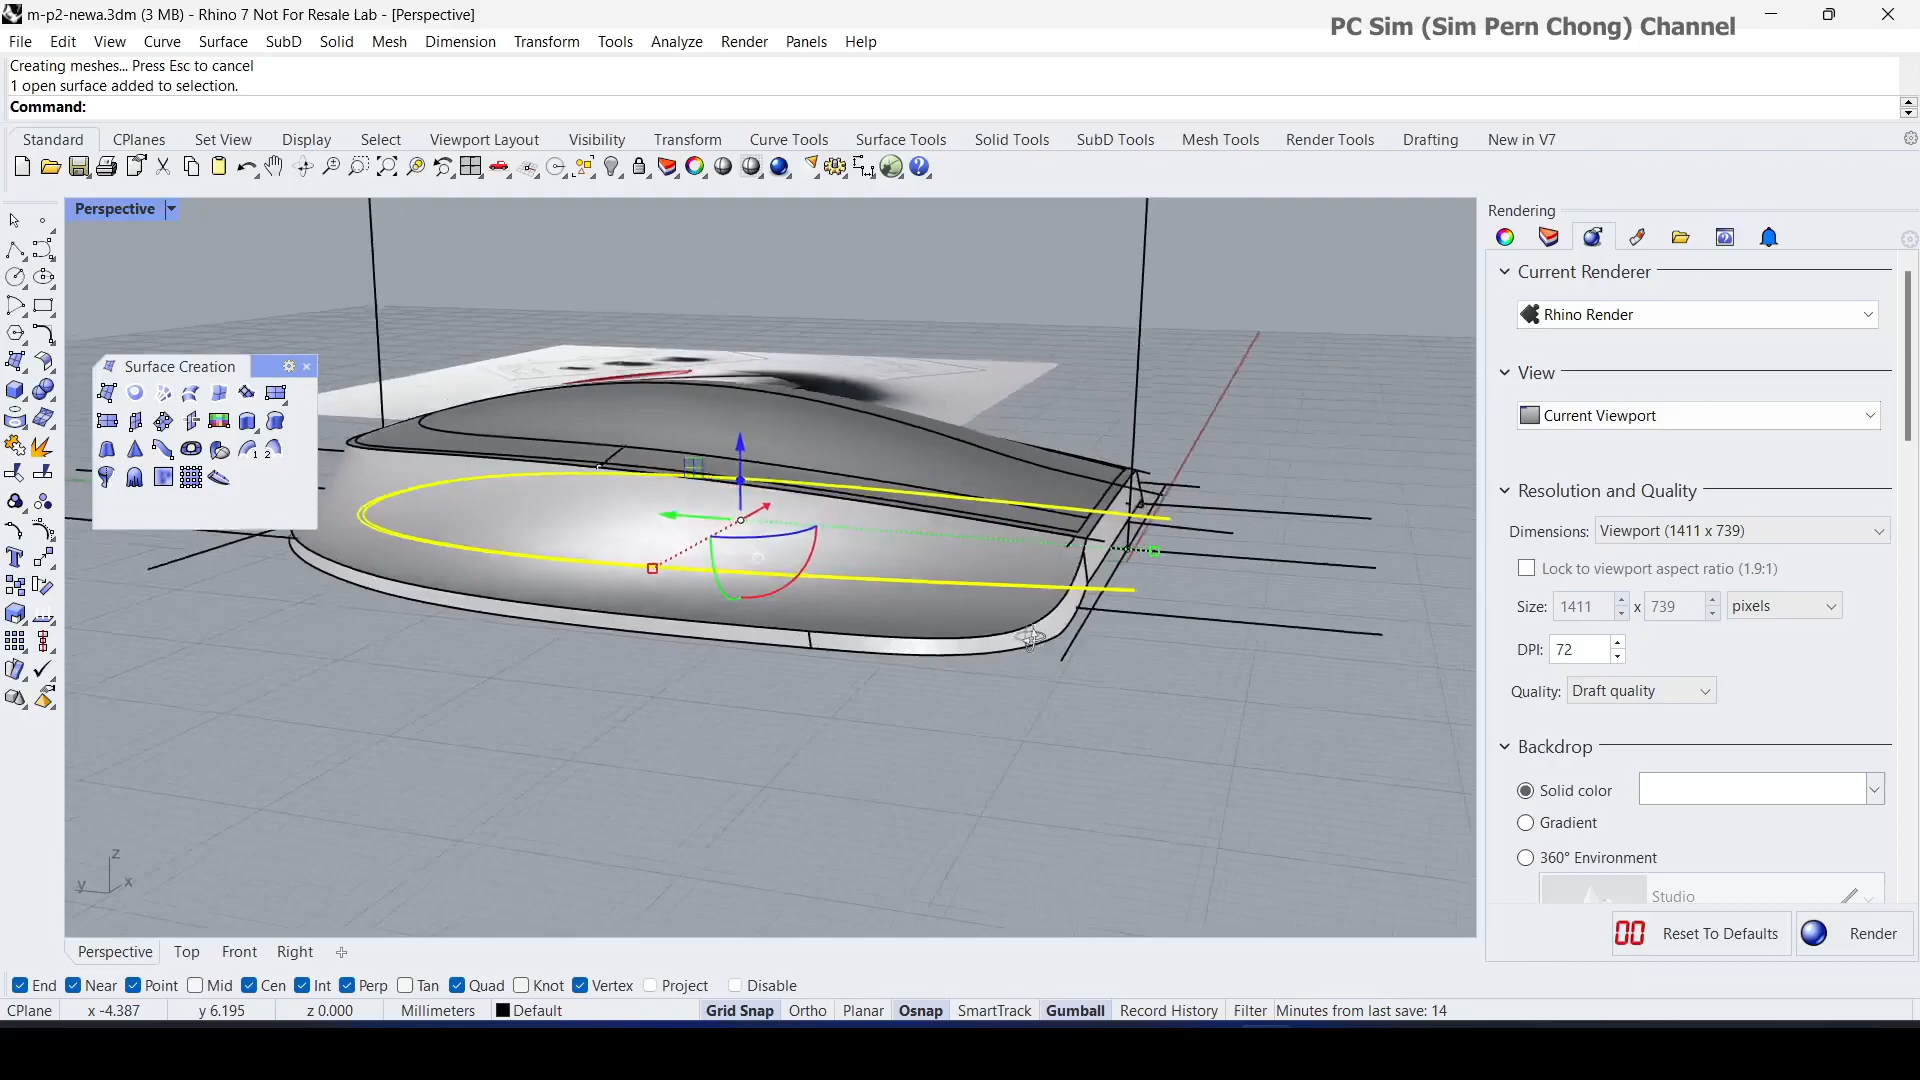 m-p2-newa.3dm (3 MB) - Rhino 7 Not For Resale Lab - [Perspective]
PC Sim (Sim Pern Chong) Channel
File Edit View Curve Surface SubD Solid Mesh Dimension Transform Tools Analyze Render Panels Help
Creating meshes... Press Esc to cancel
1 open surface added to selection.
Command:
Standard CPlanes Set View Display Select Viewport Layout Visibility Transform Curve Tools Surface Tools Solid Tools SubD Tools Mesh Tools Render Tools Drafting New in V7
Perspective
Surface Creation
1 2
z
y x
Rendering
Current Renderer
Rhino Render
View
Current Viewport
Resolution and Quality
Dimensions: Viewport (1411 x 739)
Lock to viewport aspect ratio (1.9:1)
Size: 1411 x 739 pixels
DPI: 72
Quality: Draft quality
Backdrop
Solid color
Gradient
360° Environment
Studio
Reset To Defaults Render
Perspective Top Front Right
End Near Point Mid Cen Int Perp Tan Quad Knot Vertex Project Disable
CPlane x -4.387 y 6.195 z 0.000 Millimeters Default Grid Snap Ortho Planar Osnap SmartTrack Gumball Record History Filter Minutes from last save: 14